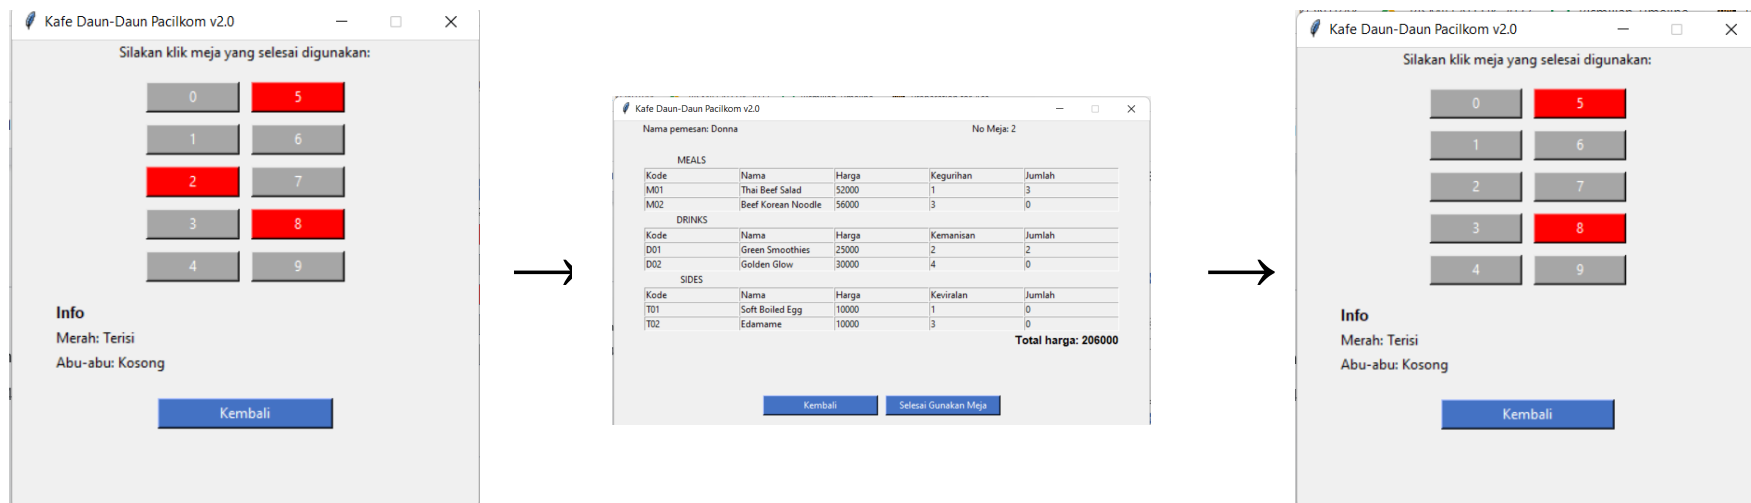 Kafe Daun-Daun Pacilkom v2.0
Silakan klik meja yang selesai digunakan:
0 5
1 6
2 7
3 8
4 9
Info
Merah: Terisi
Abu-abu: Kosong
Kembali
Kafe Daun-Daun Pacilkom v2.0
Nama pemesan: Donna No Meja: 2
MEALS
Kode Nama Harga Kegurihan Jumlah
M01 Thai Beef Salad 52000 1 3
M02 Beef Korean Noodle 56000 3 0
DRINKS
Kode Nama Harga Kemanisan Jumlah
D01 Green Smoothies 25000 2 2
D02 Golden Glow 30000 4 0
SIDES
Kode Nama Harga Keviralan Jumlah
T01 Soft Boiled Egg 10000 1 0
T02 Edamame 10000 3 0
Total harga: 206000
Kembali Selesai Gunakan Meja
Kafe Daun-Daun Pacilkom v2.0
Silakan klik meja yang selesai digunakan:
0 5
1 6
2 7
3 8
4 9
Info
Merah: Terisi
Abu-abu: Kosong
Kembali